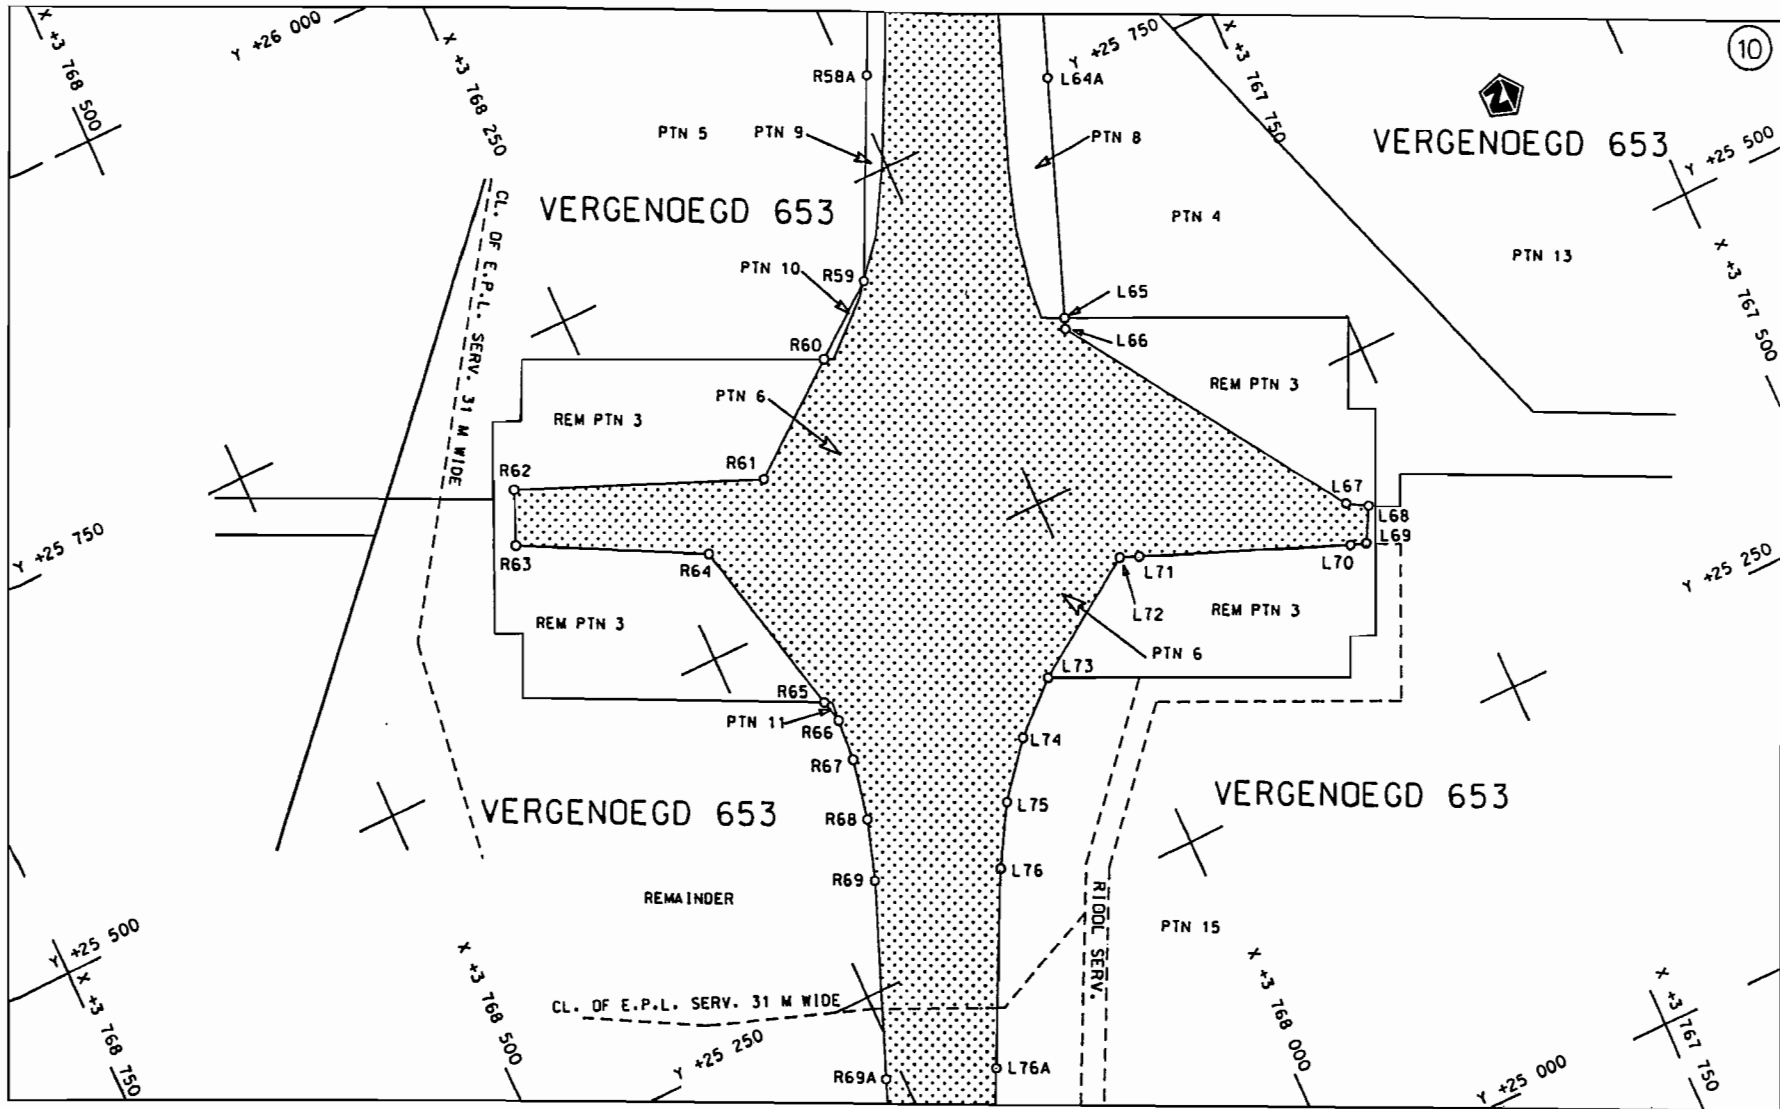 X +3 768 500
Y +26 000
X +3 768 250
Y +25 750
X +3 767 750
10
R58A
L64A
PTN 5
PTN 9
PTN 8
VERGENOEGD 653
Y +25 500
CL. OF E.P.L. SERV. 31 M WIDE
VERGENOEGD 653
PTN 4
PTN 13
X +3 767 500
PTN 10
R59
L65
L66
R60
PTN 6
REM PTN 3
REM PTN 3
R61
R62
L67
L68
Y +25 750
R63
R64
L69
L70
L71
Y +25 250
L72
REM PTN 3
REM PTN 3
PTN 6
L73
R65
PTN 11
R66
L74
R67
VERGENOEGD 653
VERGENOEGD 653
R68
L75
R69
L76
REMAINDER
RIOOL SERV.
PTN 15
Y +25 500
X +3 768 750
X +3 768 500
CL. OF E.P.L. SERV. 31 M WIDE
Y +25 250
X +3 768 000
X +3 767 750
R69A
L76A
Y +25 000